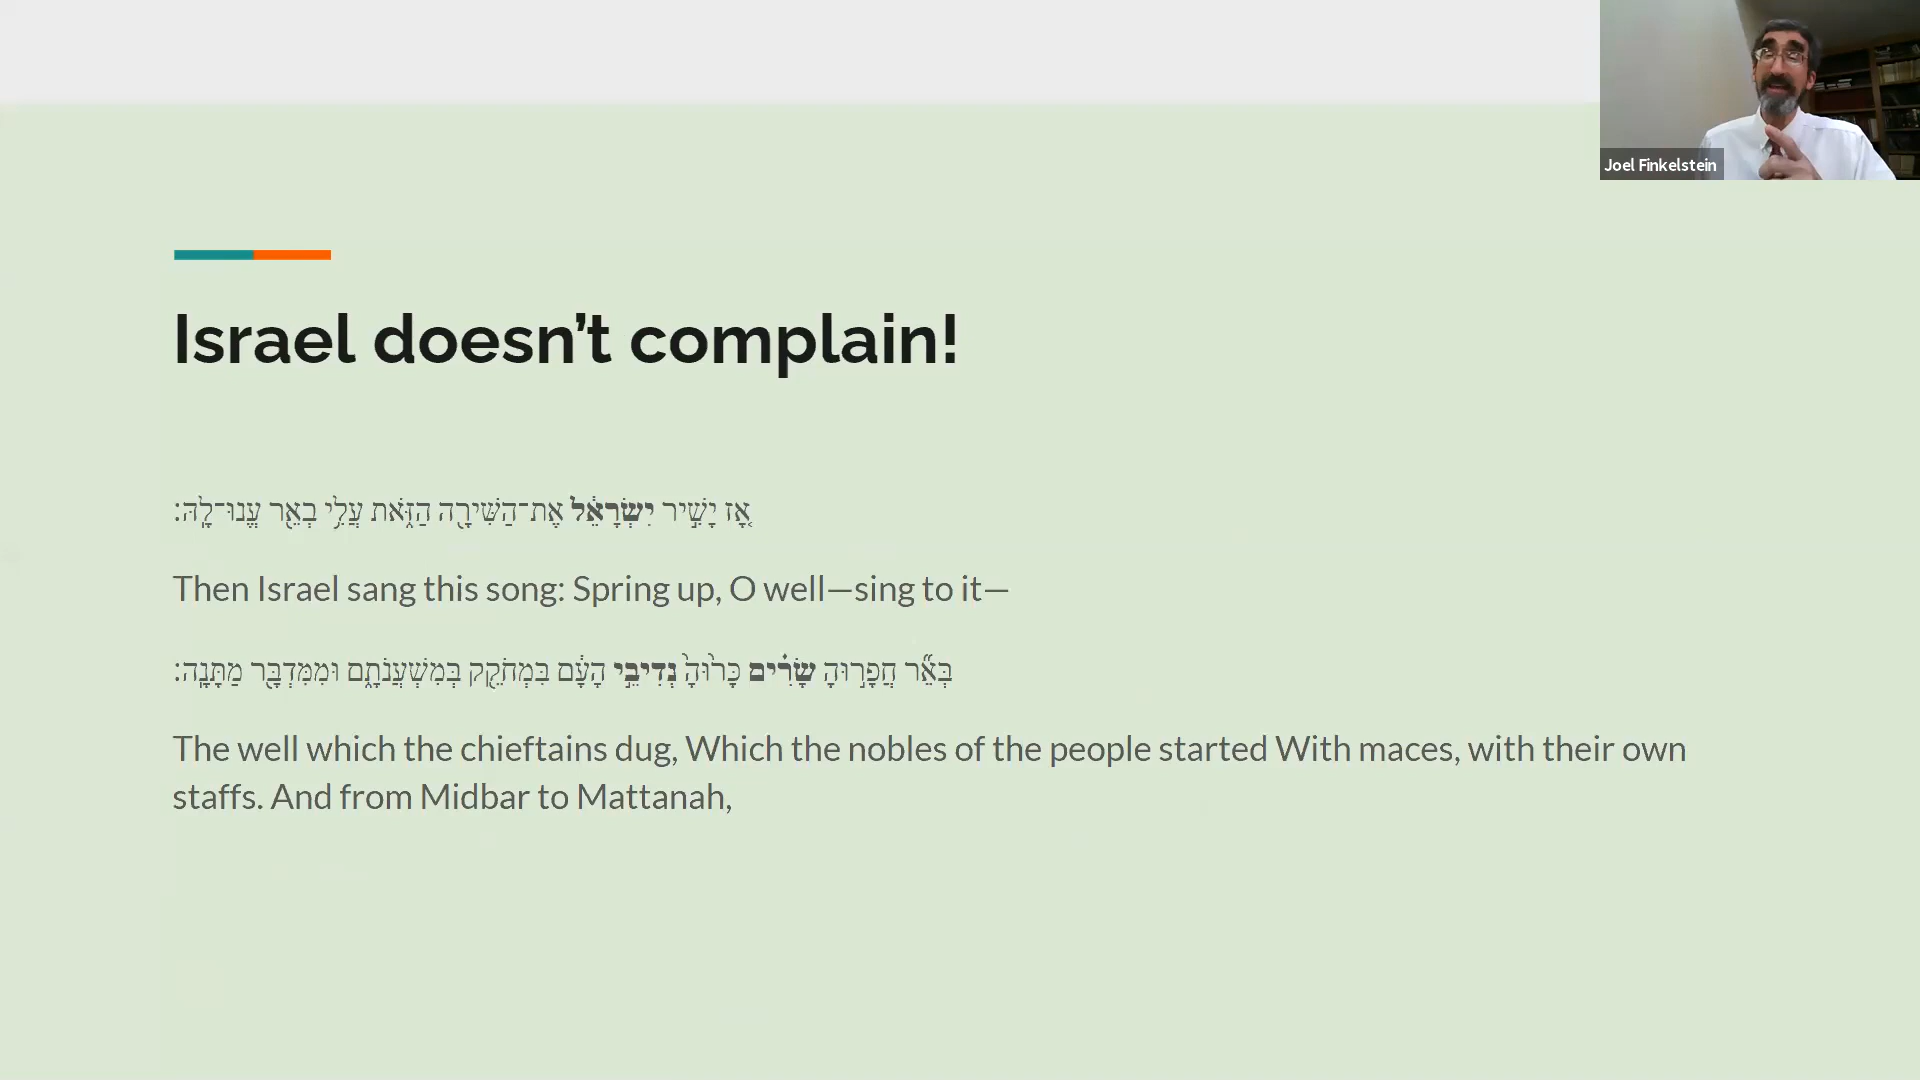 Joel Finkelstein
Israel doesn’t complain!
אָ֚ז יָשִׁ֣יר יִשְׂרָאֵ֔ל אֶת־הַשִּׁירָ֖ה הַזֹּ֑את עֲלִ֥י בְאֵ֖ר עֱנוּ־לָֽהּ׃
Then Israel sang this song: Spring up, O well—sing to it—
בְּאֵ֞ר חֲפָר֣וּהָ שָׂרִ֗ים כָּר֙וּהָ֙ נְדִיבֵ֣י הָעָ֔ם בִּמְחֹקֵ֖ק בְּמִשְׁעֲנֹתָ֑ם וּמִמִּדְבָּ֖ר מַתָּנָֽה׃
The well which the chieftains dug, Which the nobles of the people started With maces, with their own
staffs. And from Midbar to Mattanah,